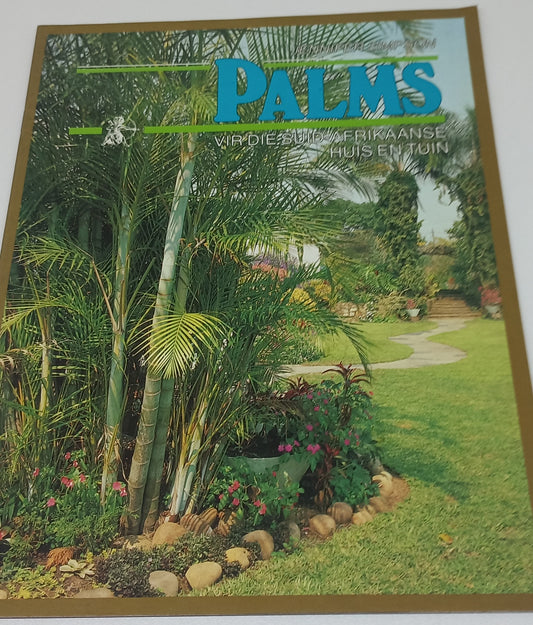 PALMS
VIR DIE SUID-AFRIKAANSE
HUIS EN TUIN